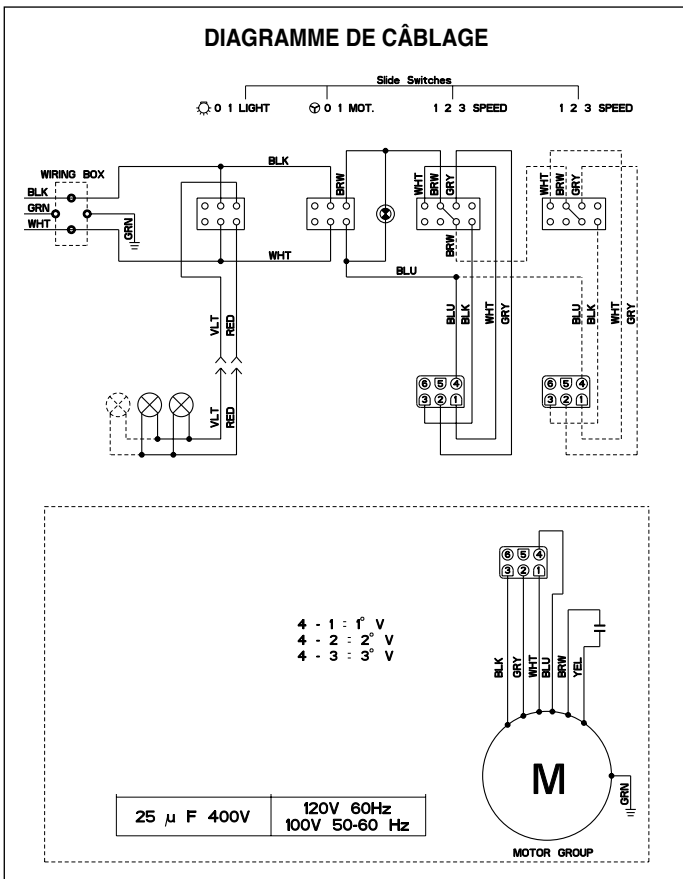 DIAGRAMME DE CÂBLAGE
Slide Switches
0 1 LIGHT
0 1 MOT.
1 2 3 SPEED
1 2 3 SPEED
WIRING BOX
BLK
GRN
WHT
GRN
BLK
WHT
BRW
WHT
BRW
GRY
BRW
WHT
BRW
GRY
BLU
VLT
RED
BLU
BLK
WHT
GRY
BLU
BLK
WHT
GRY
VLT
RED
6 5 4
3 2 1
6 5 4
3 2 1
6 5 4
3 2 1
4 - 1 = 1° V
4 - 2 = 2° V
4 - 3 = 3° V
BLK
GRY
WHT
BLU
BRW
YEL
M
GRN
MOTOR GROUP
25 μ F 400V
120V 60Hz
100V 50-60 Hz